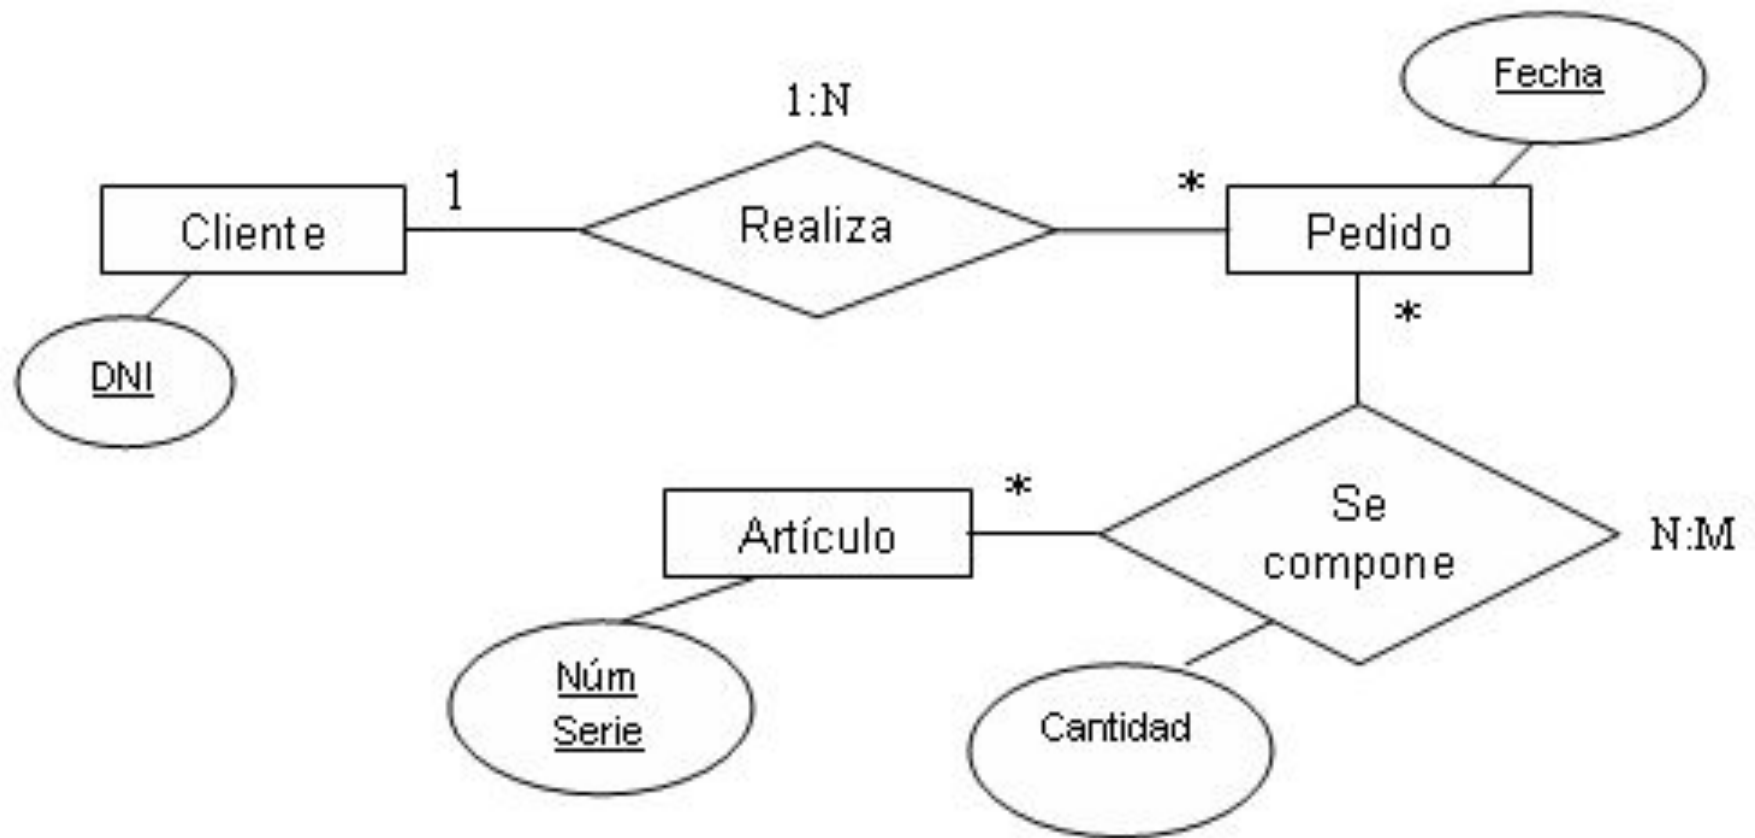 Fecha
1:N
1
*
Cliente
Realiza
Pedido
*
DNI
*
Se
compone
Artículo
N:M
Núm
Serie
Cantidad